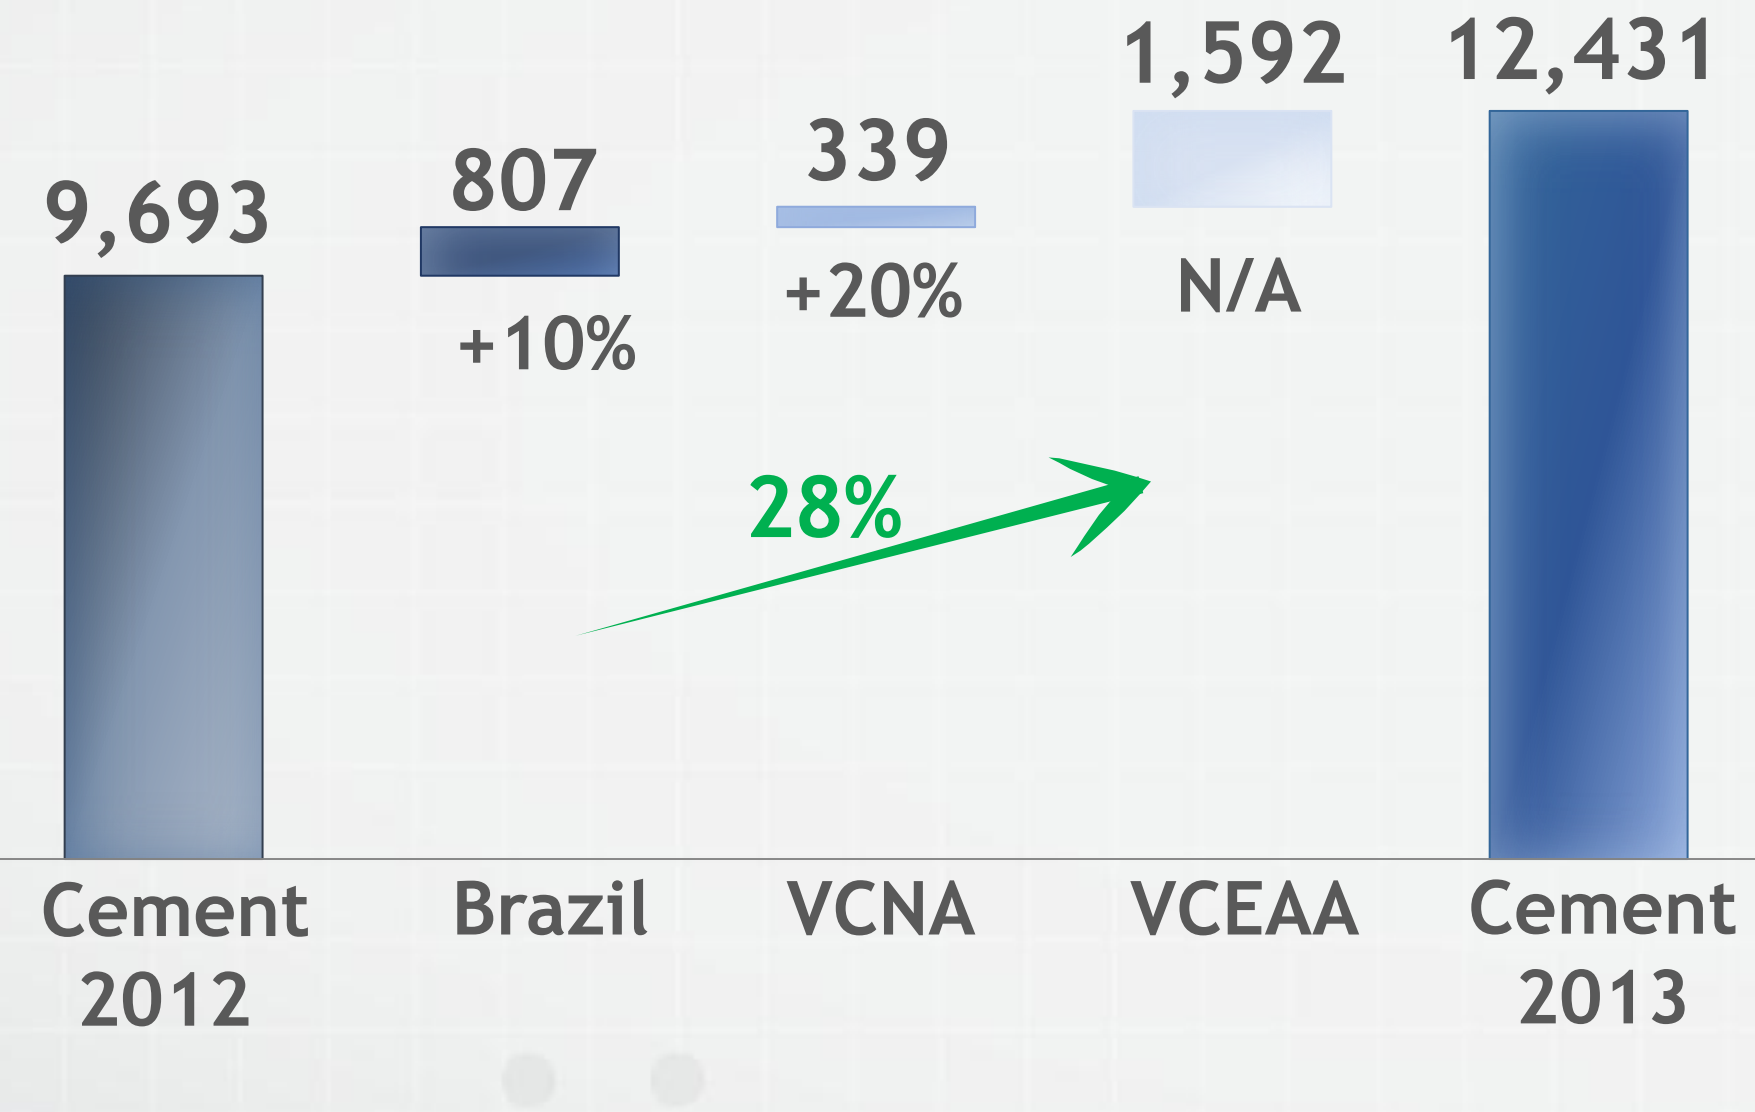 9,693
807
+10%
339
+20%
1,592
N/A
12,431
28%
Cement
2012
Brazil
VCNA
VCEAA
Cement
2013